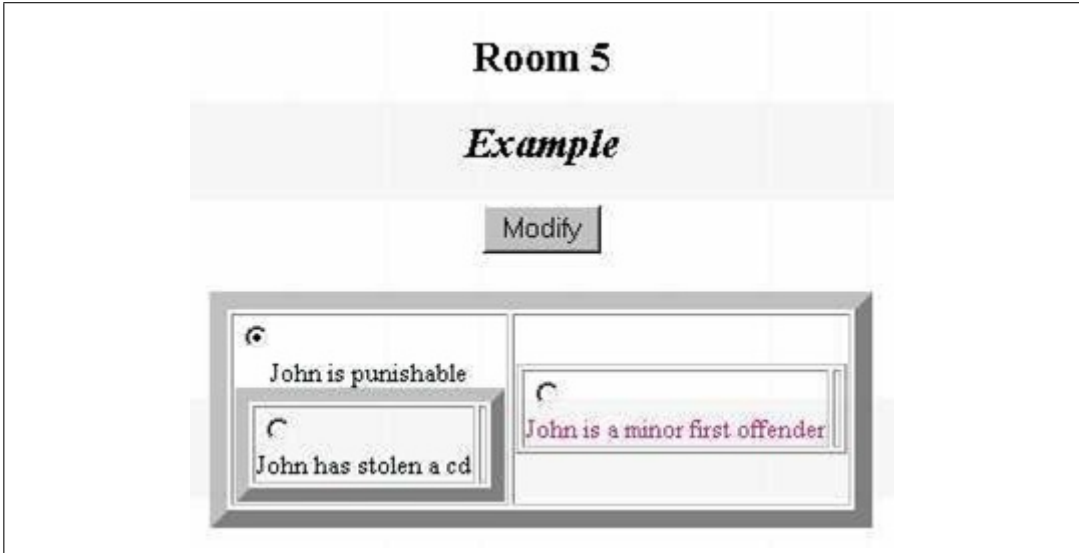 Room 5
Example
Modify
John is punishable
John has stolen a cd
John is a minor first offender